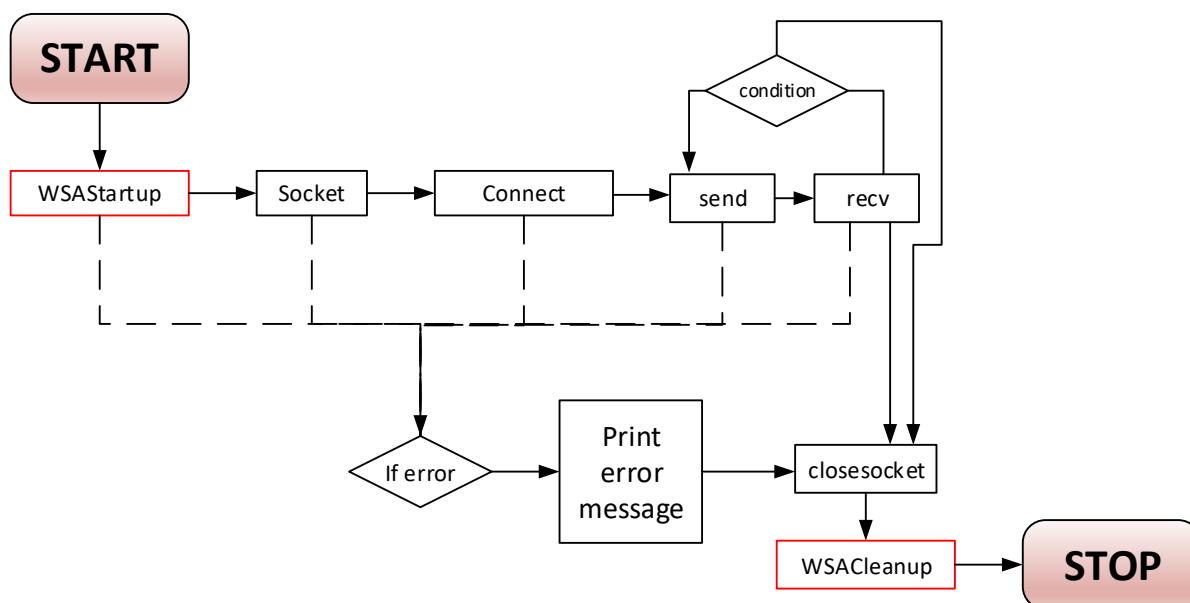 START
condition
WSAStartup
Socket
Connect
send
recv
If error
Print
error
message
closesocket
WSACleanup
STOP